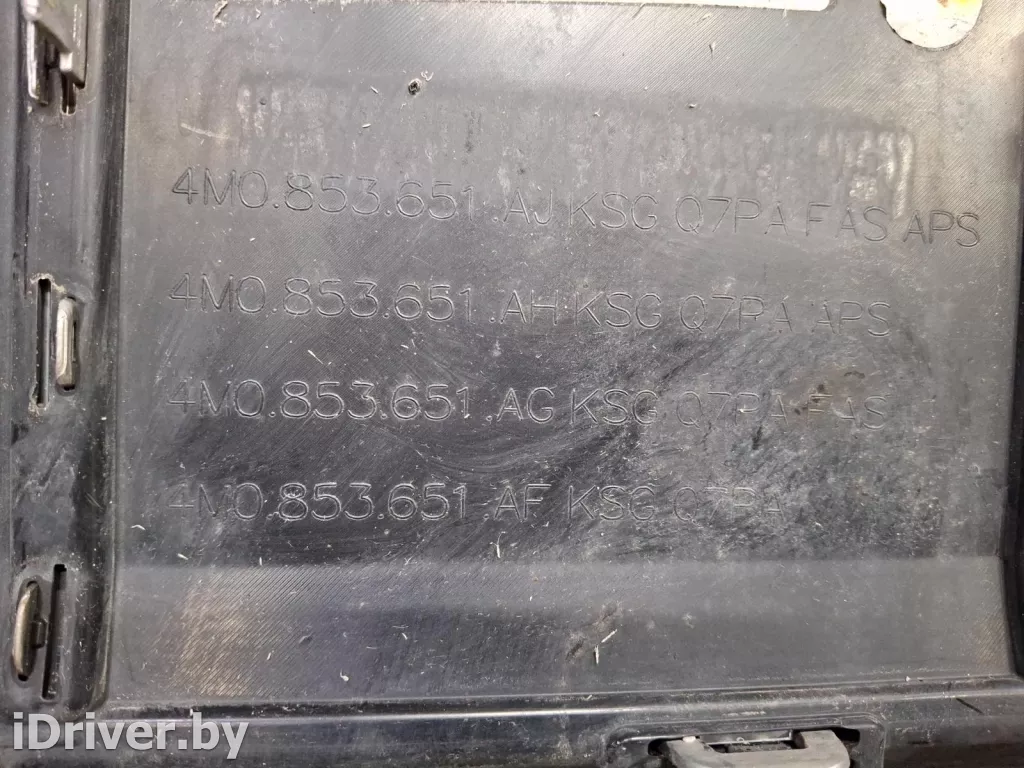 4M0.853.651 .AJ KSG Q7PA FAS APS
4M0.853.651 .AH KSG Q7PA APS
4M0.853.651 .AG KSG Q7PA FAS
4M0.853.651 .AF KSG Q7PA
iDriver.by